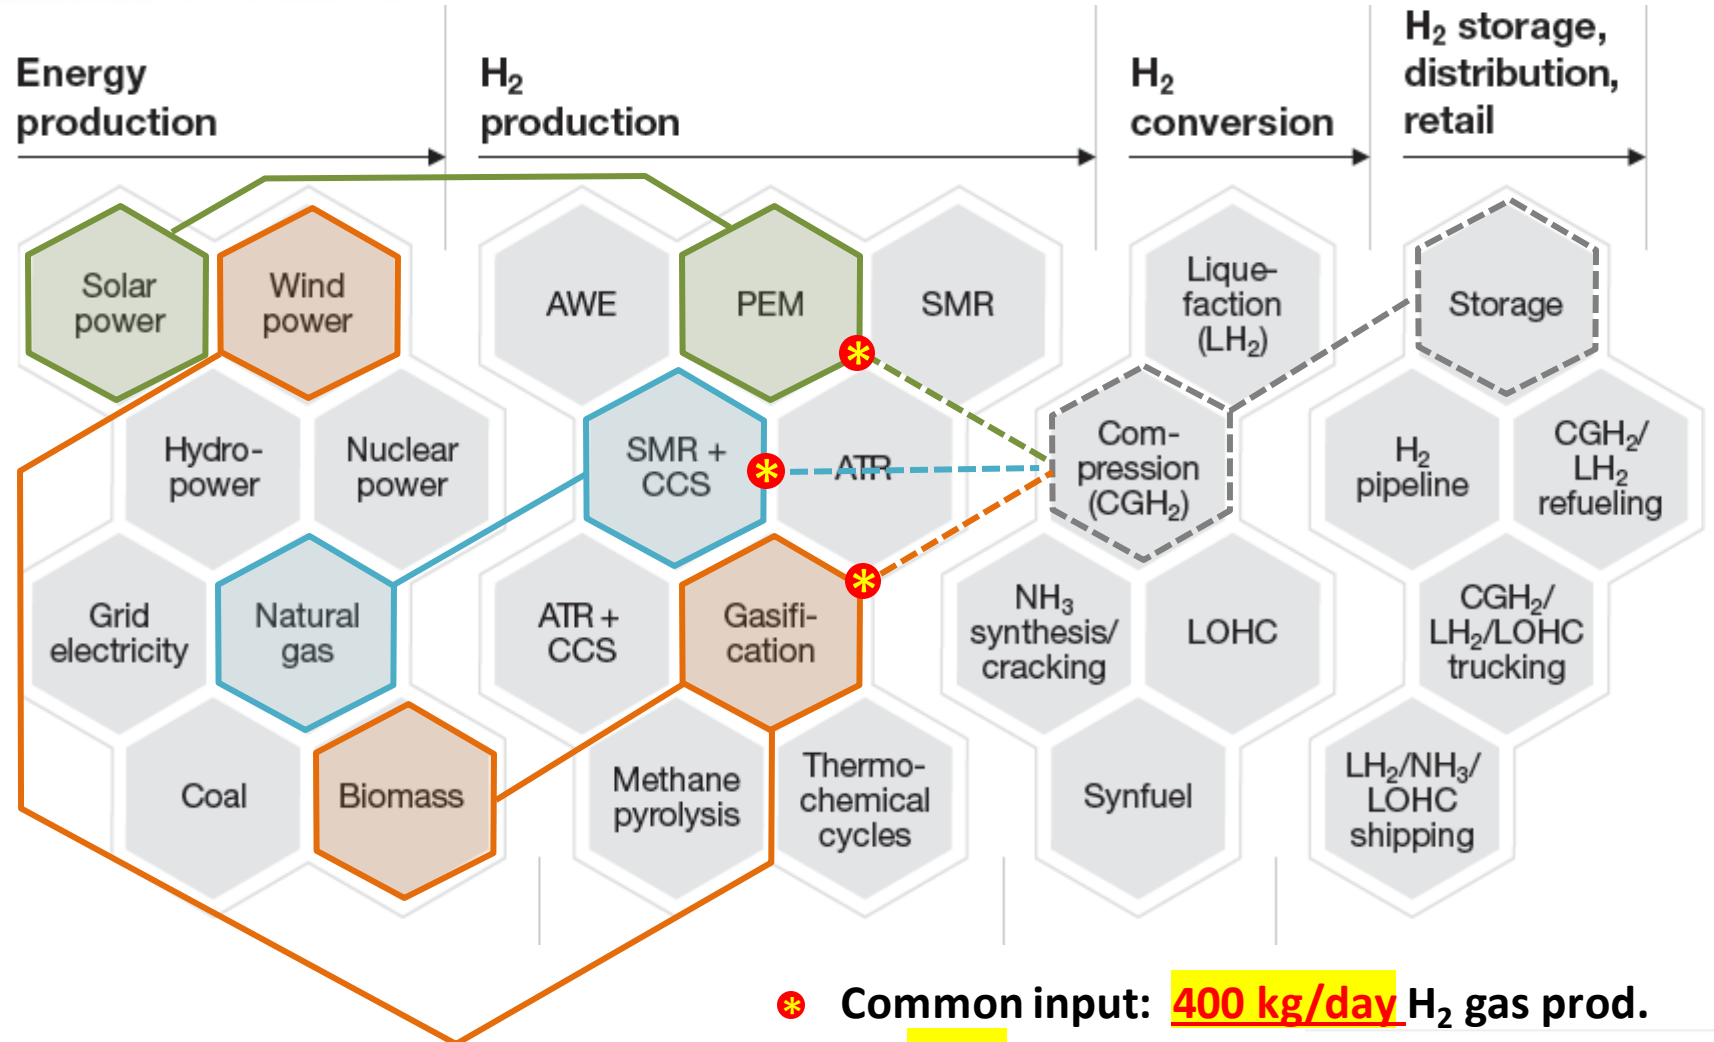 Energy
production
H₂
production
H₂
conversion
H₂ storage,
distribution,
retail
Solar
power
Wind
power
Hydro-
power
Nuclear
power
Grid
electricity
Natural
gas
Coal
Biomass
AWE
PEM
SMR
SMR +
CCS
ATR
ATR +
CCS
Gasifi-
cation
Methane
pyrolysis
Thermo-
chemical
cycles
Lique-
faction
(LH₂)
Com-
pression
(CGH₂)
NH₃
synthesis/
cracking
LOHC
Synfuel
Storage
H₂
pipeline
CGH₂/
LH₂
refueling
CGH₂/
LH₂/LOHC
trucking
LH₂/NH₃/
LOHC
shipping
* Common input: 400 kg/day H₂ gas prod.